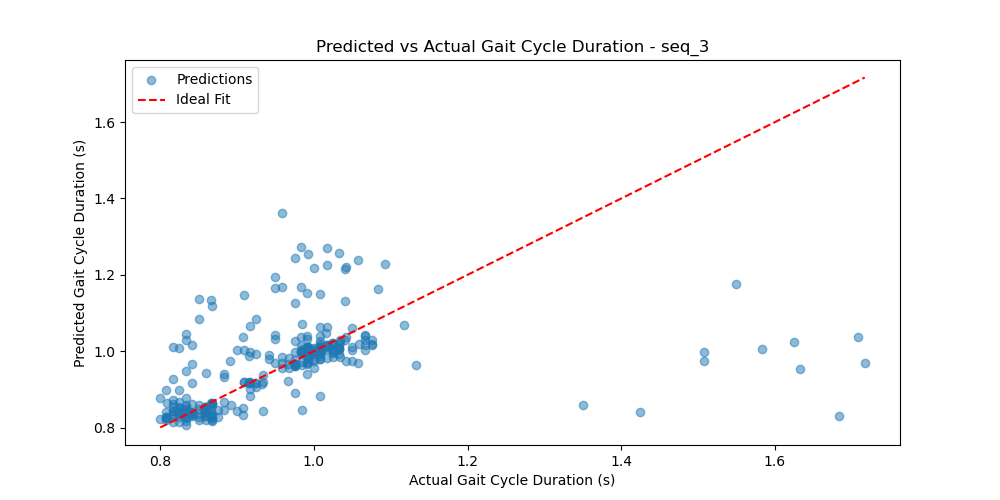 Predicted vs Actual Gait Cycle Duration - seq_3
Predictions
Ideal Fit
Predicted Gait Cycle Duration (s)
1.6
1.4
1.2
1.0
0.8
0.8 1.0 1.2 1.4 1.6
Actual Gait Cycle Duration (s)